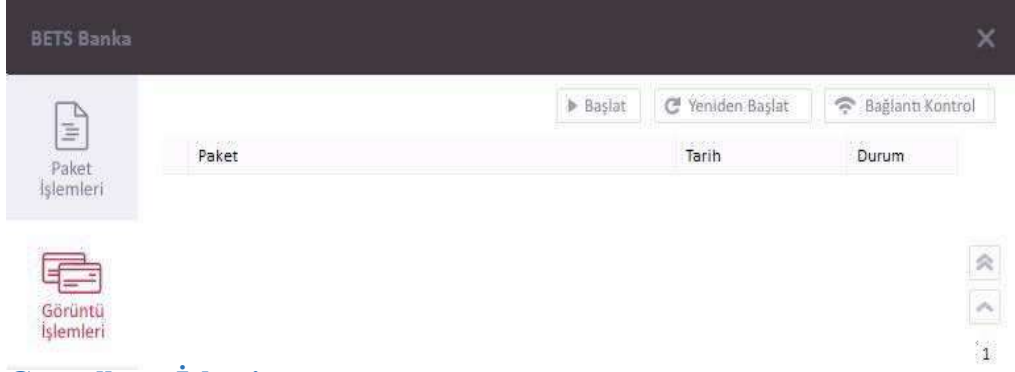 BETS Banka
Başlat Yeniden Başlat Bağlantı Kontrol
Paket İşlemleri
Paket Tarih Durum
Görüntü İşlemleri
1